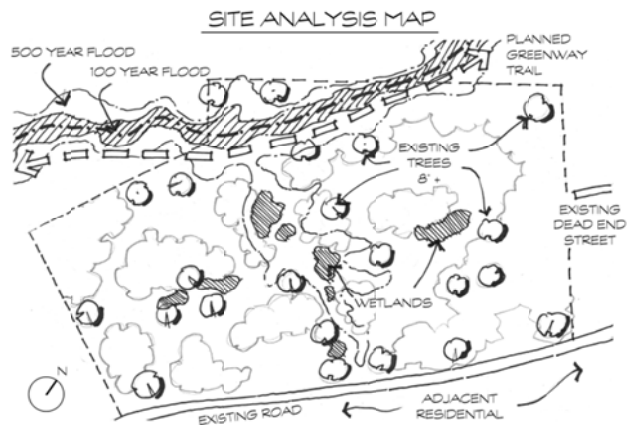 SITE ANALYSIS MAP
500 YEAR FLOOD
100 YEAR FLOOD
PLANNED
GREENWAY
TRAIL
EXISTING
TREES
8"+
EXISTING
DEAD END
STREET
WETLANDS
N
EXISTING ROAD
ADJACENT
RESIDENTIAL